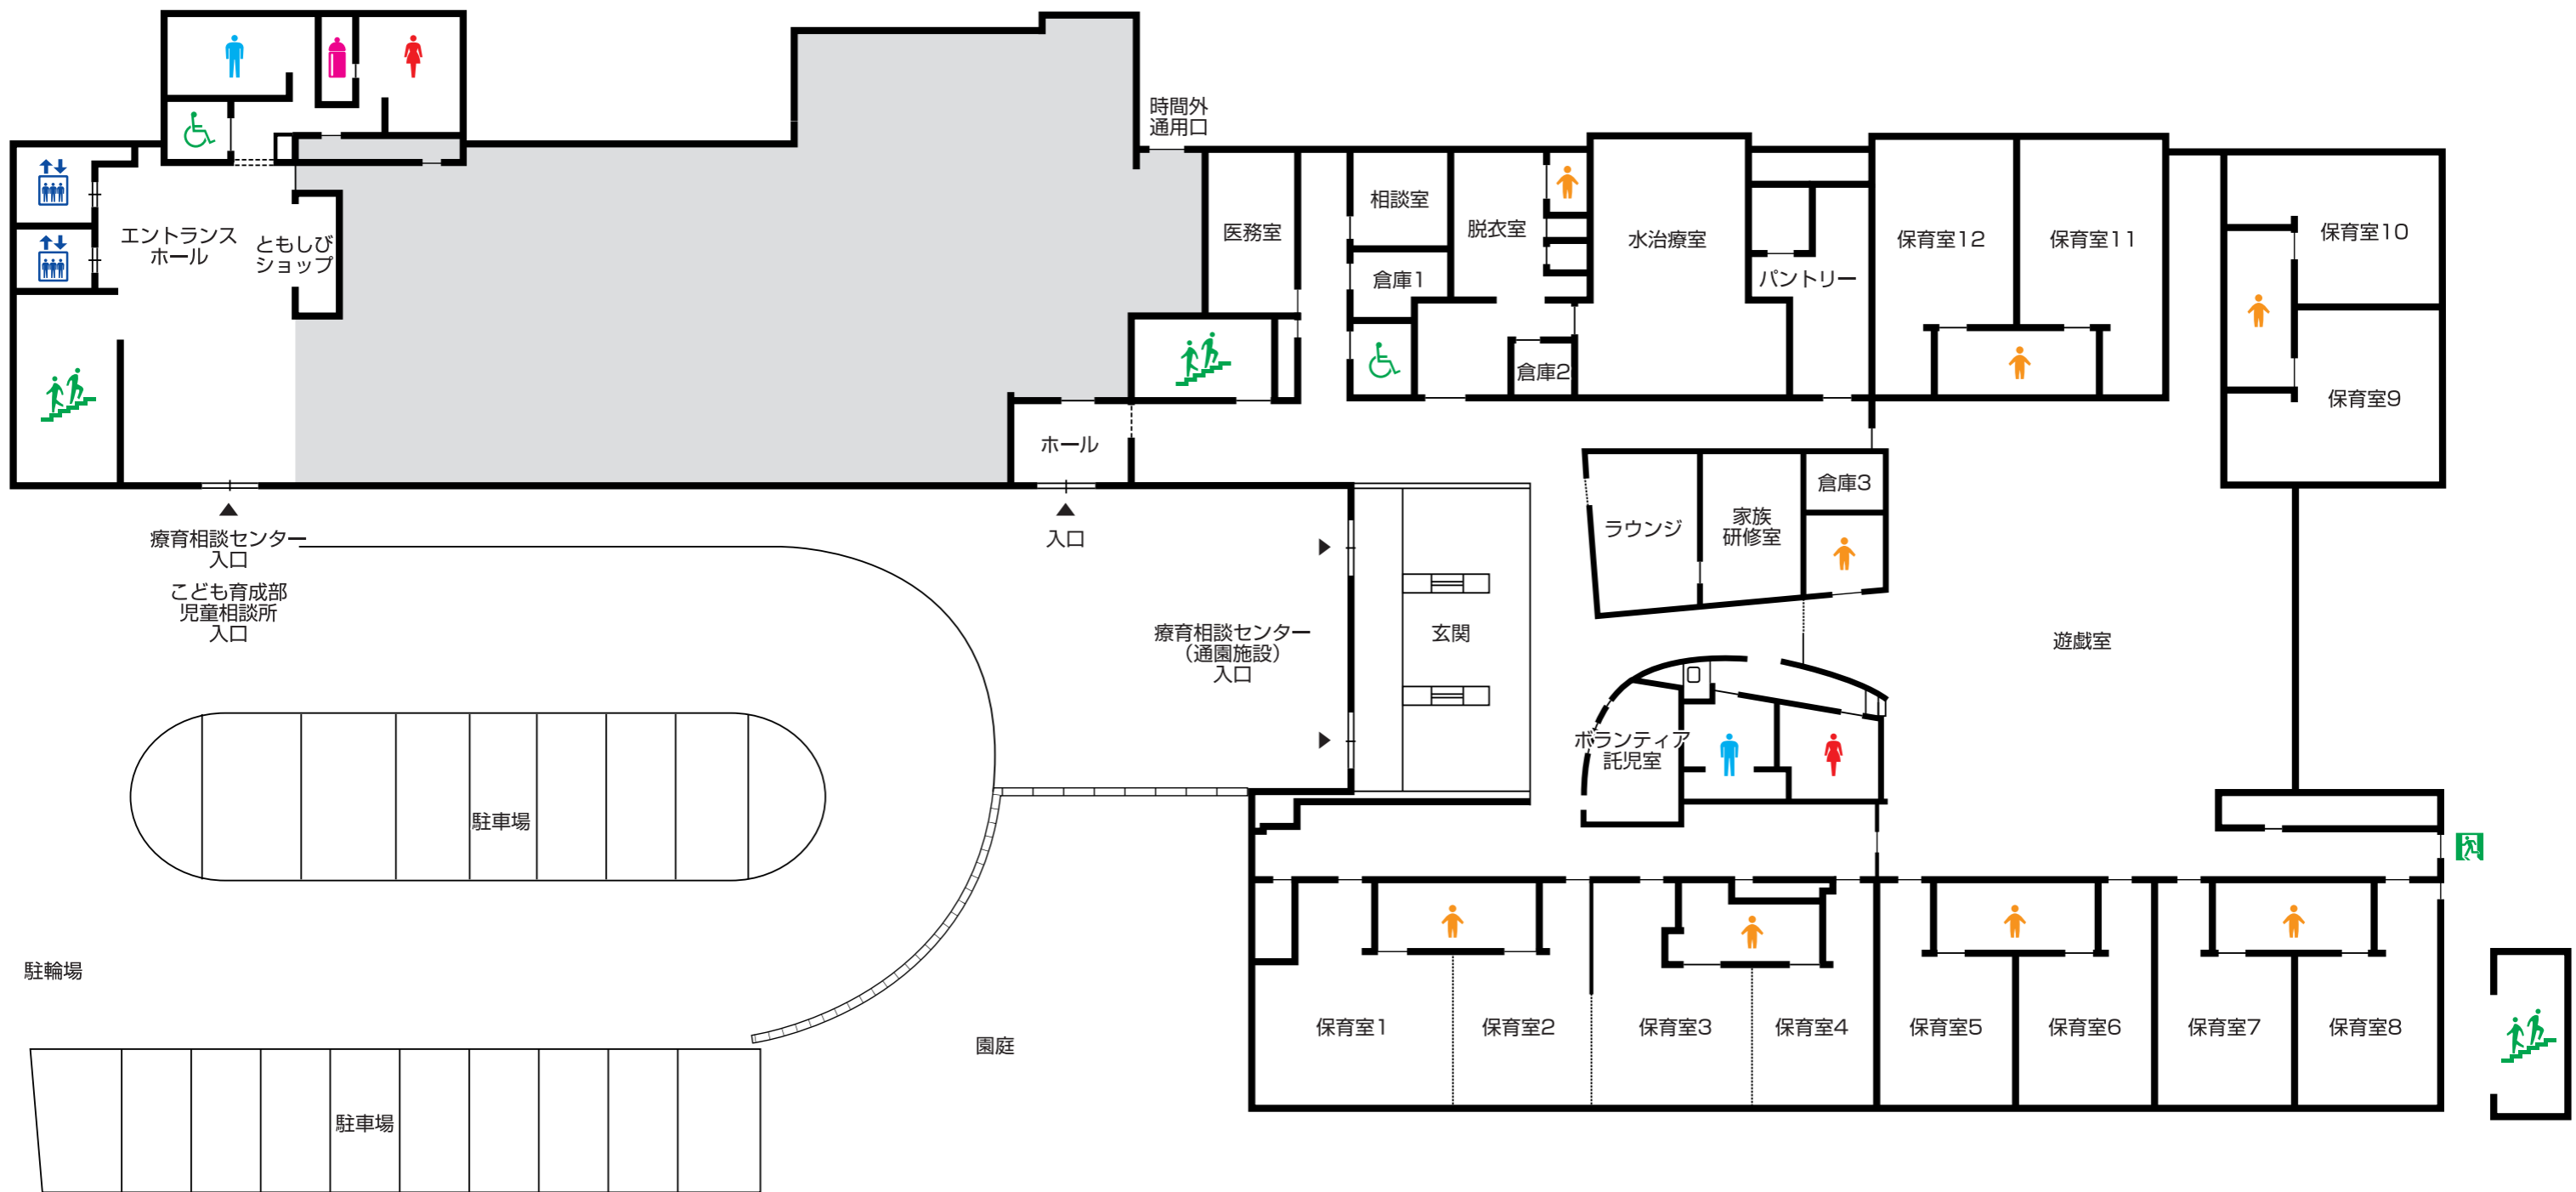 時間外
通用口
エントランス
ホール
ともしび
ショップ
医務室
相談室
倉庫1
脱衣室
倉庫2
水治療室
パントリー
保育室12
保育室11
保育室10
保育室9
ホール
ラウンジ
家族
研修室
倉庫3
療育相談センター
入口
こども育成部
児童相談所
入口
入口
療育相談センター
(通園施設)
入口
玄関
遊戯室
ボランティア
託児室
駐車場
駐輪場
園庭
保育室1
保育室2
保育室3
保育室4
保育室5
保育室6
保育室7
保育室8
駐車場